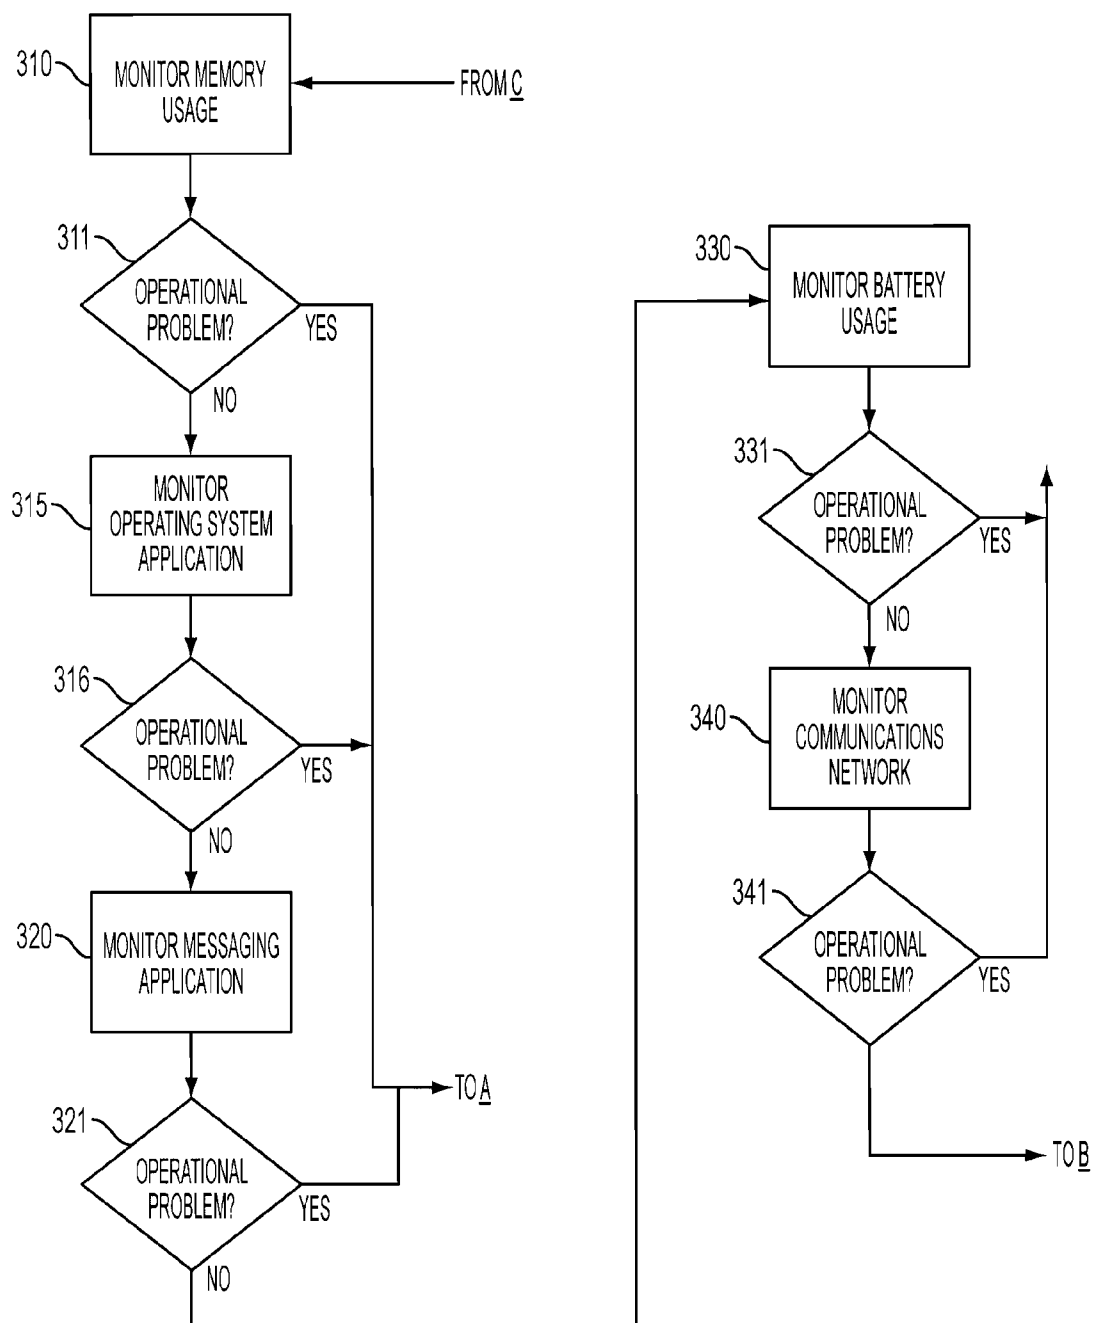 310
MONITOR MEMORY
USAGE
FROM C
311
OPERATIONAL
PROBLEM?
YES
NO
315
MONITOR
OPERATING SYSTEM
APPLICATION
316
OPERATIONAL
PROBLEM?
YES
NO
320
MONITOR MESSAGING
APPLICATION
TO A
321
OPERATIONAL
PROBLEM?
YES
NO
330
MONITOR BATTERY
USAGE
331
OPERATIONAL
PROBLEM?
YES
NO
340
MONITOR
COMMUNICATIONS
NETWORK
341
OPERATIONAL
PROBLEM?
YES
TO B